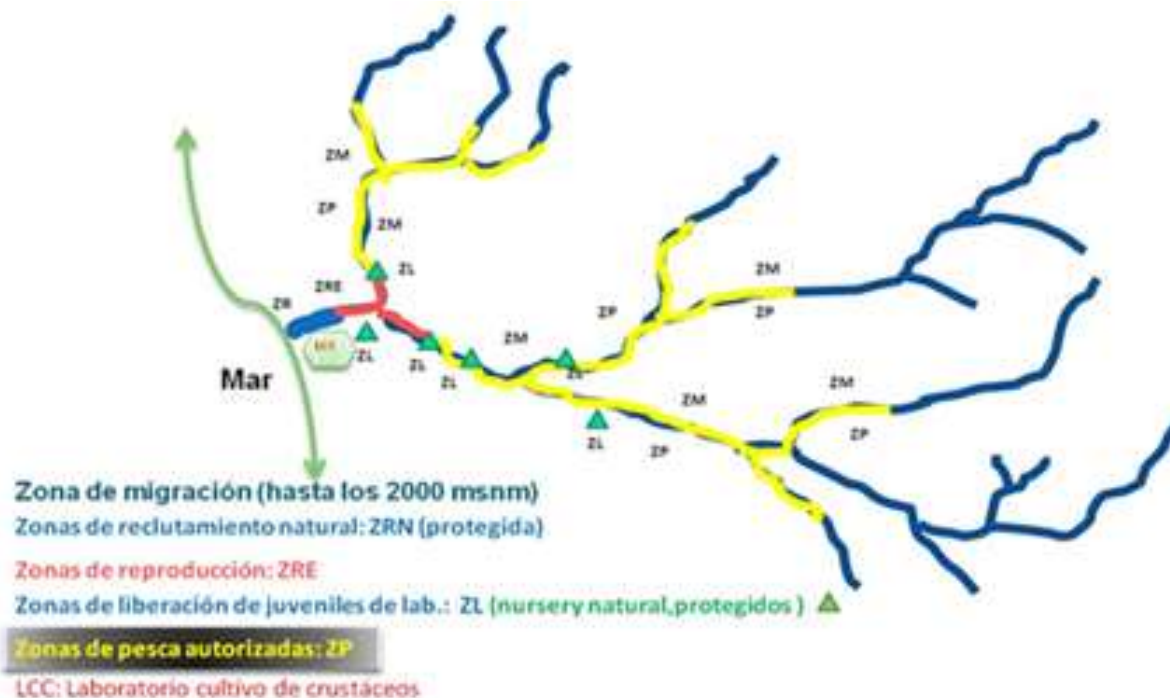 ZM
ZP
ZM
ZL
ZM
ZRE
ZR
ZP
ZP
ZM
ZL
ZL
ZL
ZL
Mar
ZM
ZM
ZP
ZL
ZP
Zona de migración (hasta los 2000 msnm)
Zonas de reclutamiento natural: ZRN (protegida)
Zonas de reproducción: ZRE
Zonas de liberación de juveniles de lab.: ZL (nursery natural,protegidos )
Zonas de pesca autorizadas: ZP
LCC: Laboratorio cultivo de crustáceos